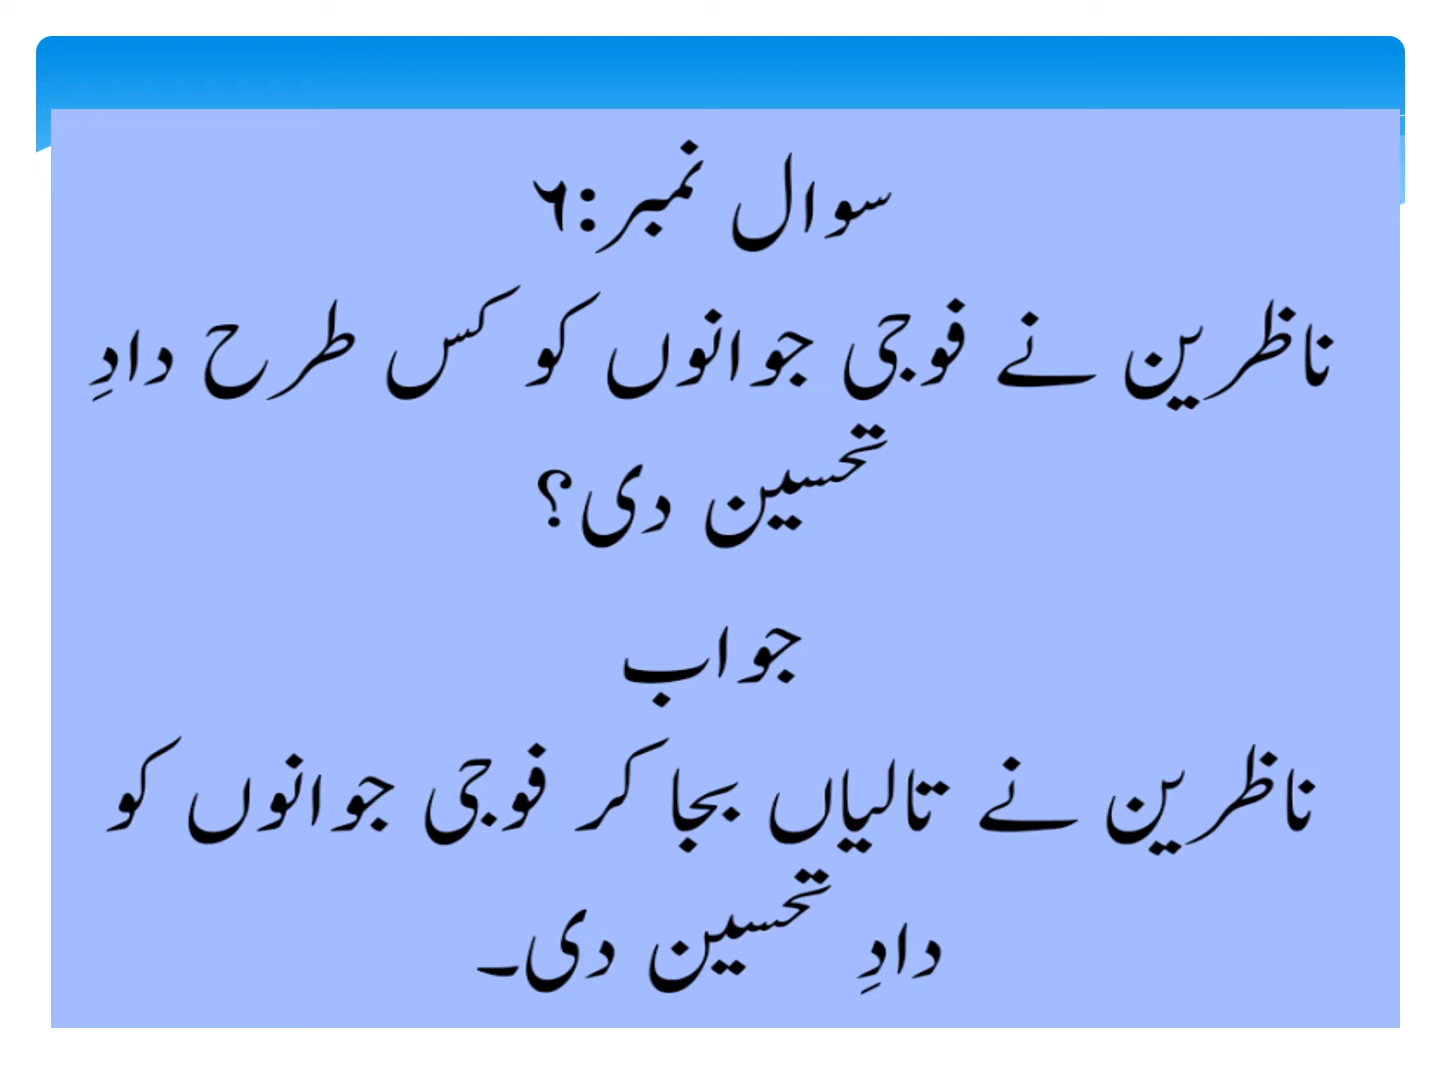 سوال نمبر:۶
ناظرین نے فوجی جوانوں کو کس طرح دادِ
تحسین دی؟
جواب
ناظرین نے تالیاں بجا کر فوجی جوانوں کو
دادِ تحسین دی۔